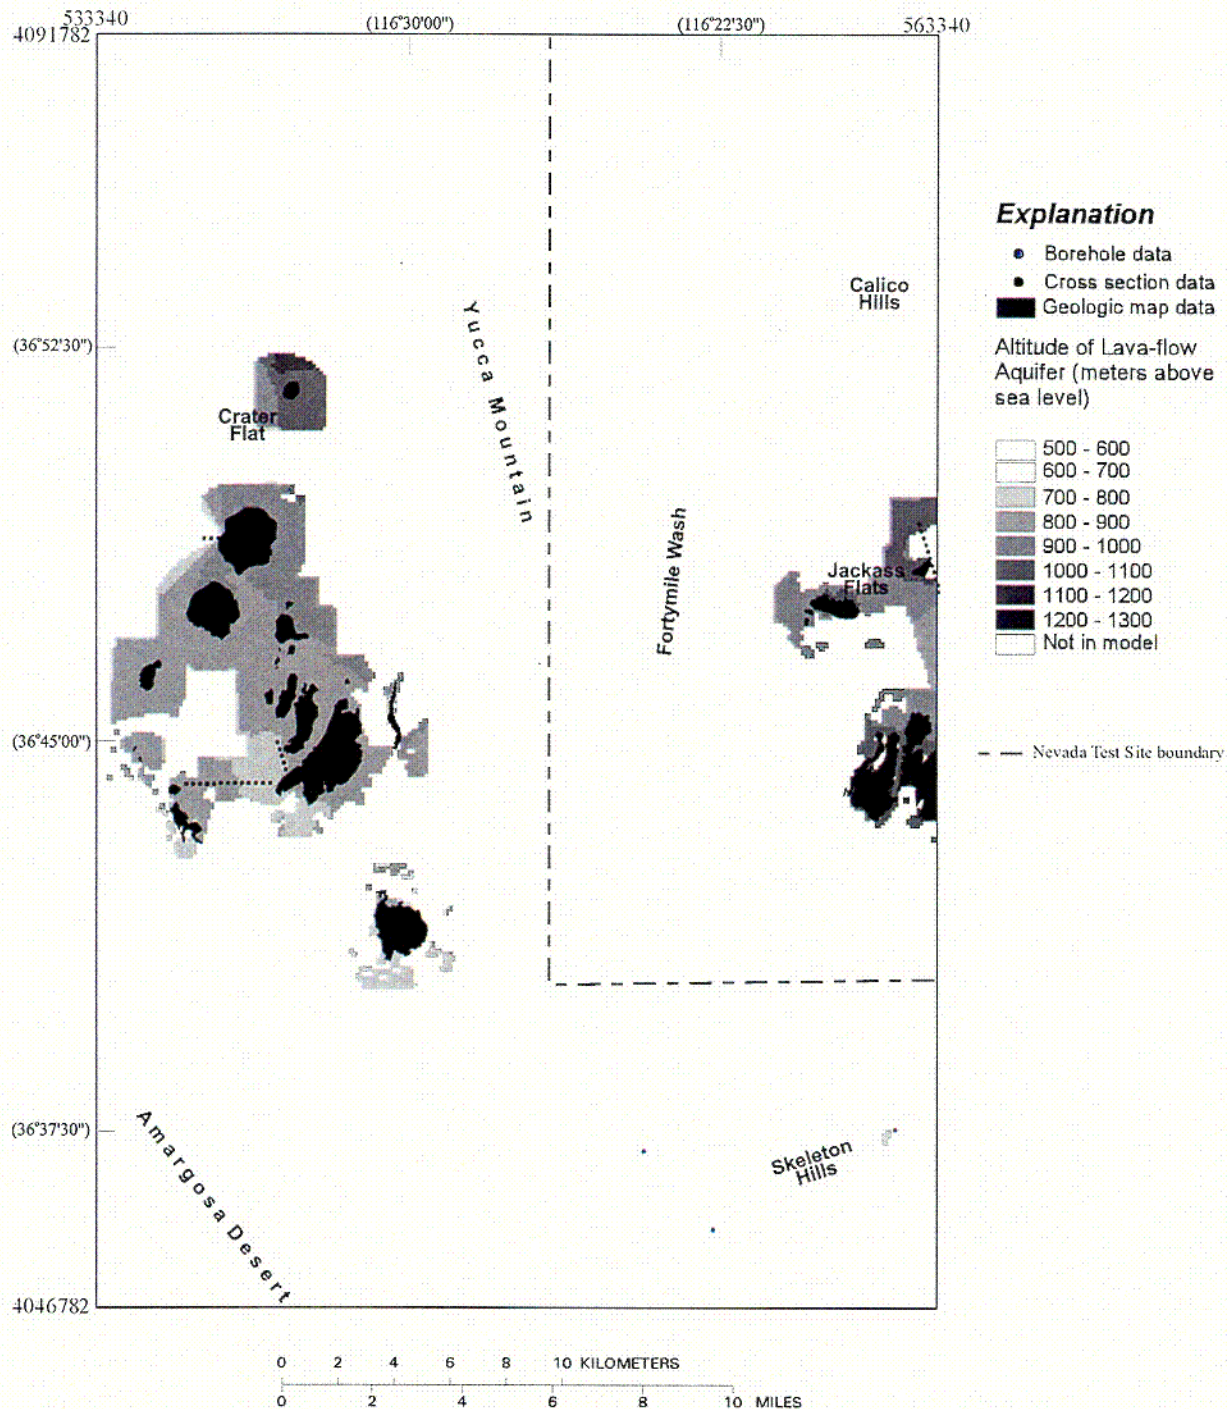 533340
(116°30'00")
(116°22'30")
563340
4091782
Explanation
Borehole data
Cross section data
Geologic map data
Altitude of Lava-flow
Aquifer (meters above
sea level)
500 - 600
600 - 700
700 - 800
800 - 900
900 - 1000
1000 - 1100
1100 - 1200
1200 - 1300
Not in model
Nevada Test Site boundary
Calico
Hills
(36°52'30")
Yucca Mountain
Crater
Flat
Fortymile Wash
Jackass
Flats
(36°45'00")
(36°37'30")
Skeleton
Hills
Amargosa Desert
4046782
0 2 4 6 8 10 KILOMETERS
0 2 4 6 8 10 MILES